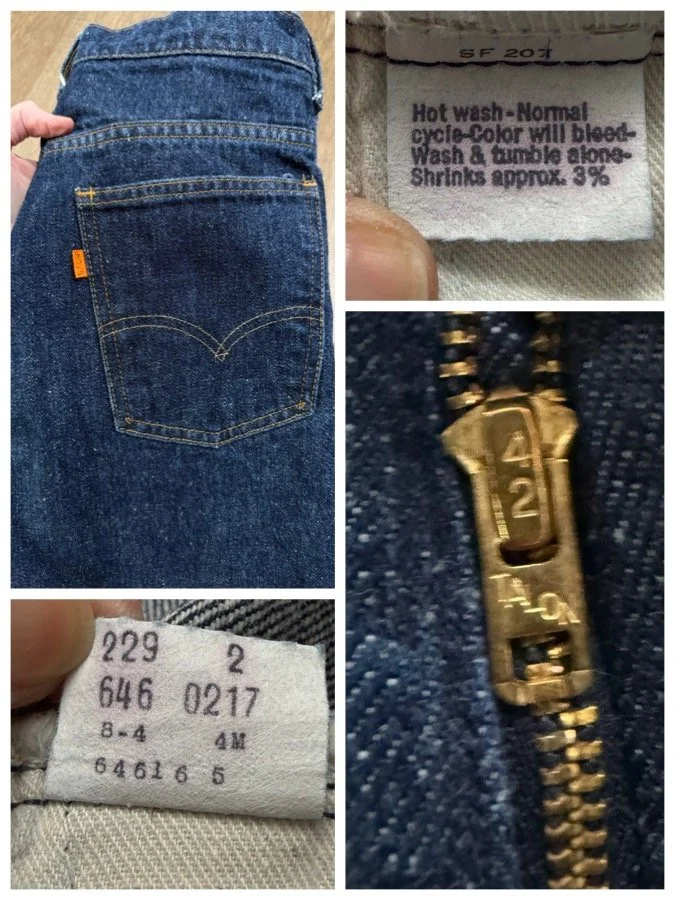 SF 207
Hot wash-Normal
cycle-Color will bleed-
Wash & tumble alone-
Shrinks approx. 3%
42
TALON
229 2
646 0217
8-4 4M
64616 5